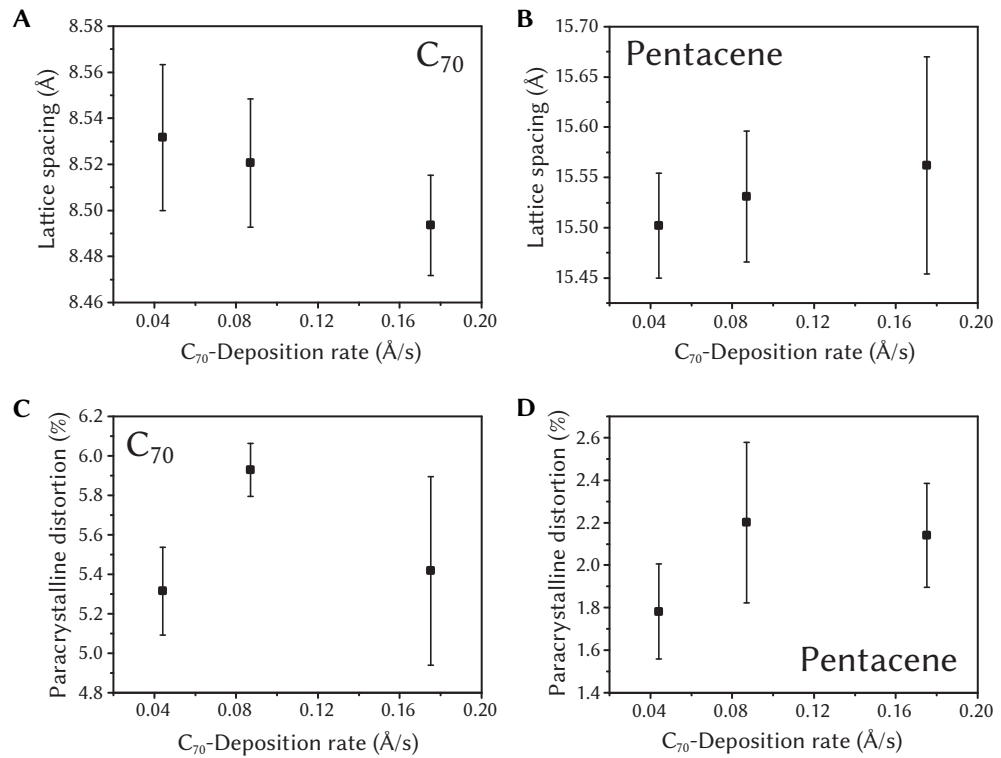 A
C₇₀
Lattice spacing (Å)
8.58
8.56
8.54
8.52
8.50
8.48
8.46
0.04 0.08 0.12 0.16 0.20
C₇₀-Deposition rate (Å/s)
B
Pentacene
Lattice spacing (Å)
15.70
15.65
15.60
15.55
15.50
15.45
0.04 0.08 0.12 0.16 0.20
C₇₀-Deposition rate (Å/s)
C
C₇₀
Paracrystalline distortion (%)
6.2
6.0
5.8
5.6
5.4
5.2
5.0
4.8
0.04 0.08 0.12 0.16 0.20
C₇₀-Deposition rate (Å/s)
D
Pentacene
Paracrystalline distortion (%)
2.6
2.4
2.2
2.0
1.8
1.6
1.4
0.04 0.08 0.12 0.16 0.20
C₇₀-Deposition rate (Å/s)